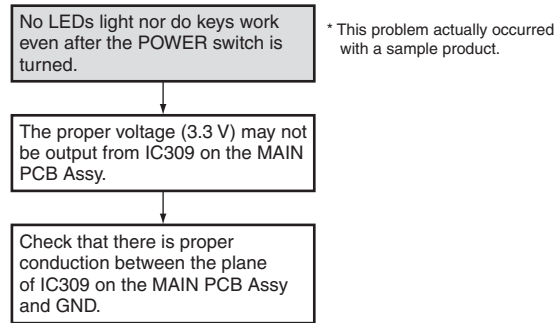 No LEDs light nor do keys work
even after the POWER switch is
turned.
* This problem actually occurred
with a sample product.
The proper voltage (3.3 V) may not
be output from IC309 on the MAIN
PCB Assy.
Check that there is proper
conduction between the plane
of IC309 on the MAIN PCB Assy
and GND.